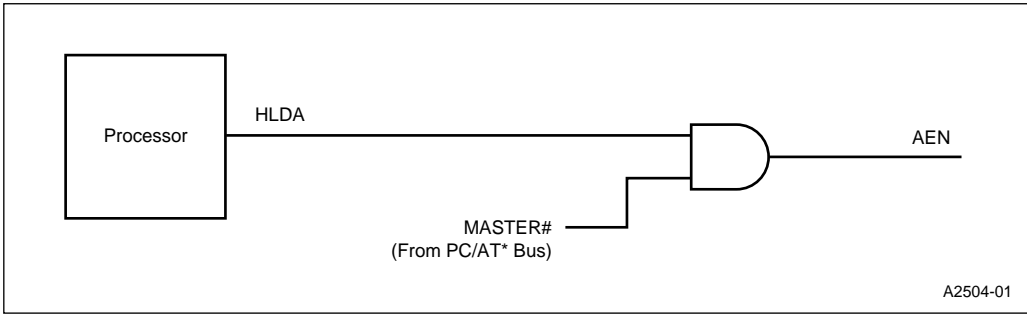 Processor
HLDA
AEN
MASTER#
(From PC/AT* Bus)
A2504-01